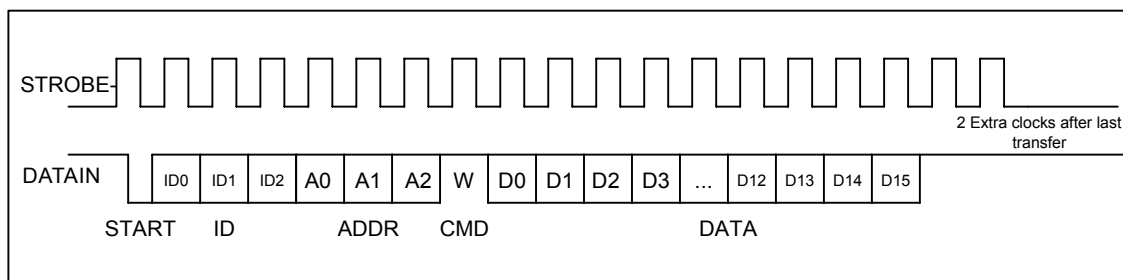 STROBE-
2 Extra clocks after last
transfer
DATAIN ID0 ID1 ID2 A0 A1 A2 W D0 D1 D2 D3 ... D12 D13 D14 D15
START ID ADDR CMD DATA